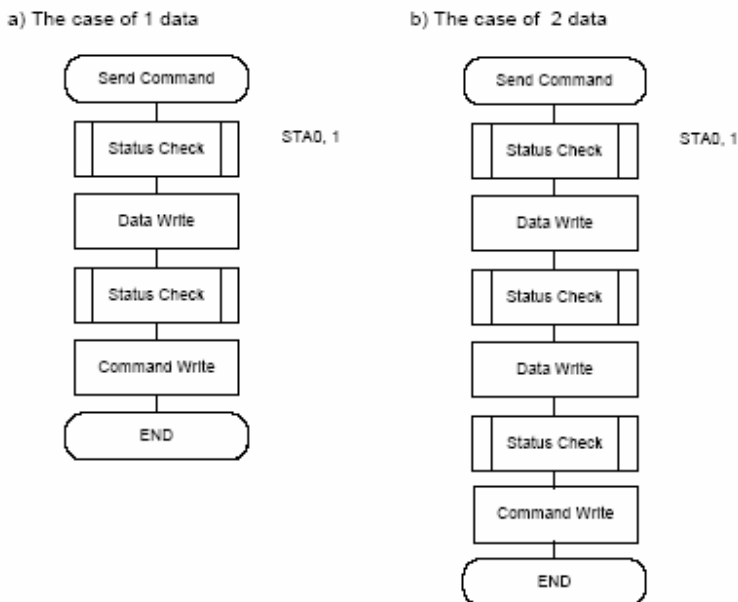 a) The case of 1 data
Send Command
Status Check
STA0, 1
Data Write
Status Check
Command Write
END
b) The case of 2 data
Send Command
Status Check
STA0, 1
Data Write
Status Check
Data Write
Status Check
Command Write
END